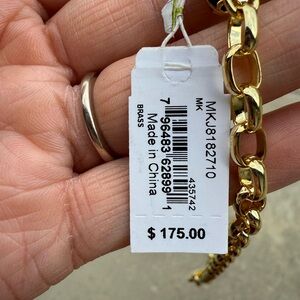 MKJ8182710
MK
435742
7 96483 62899 1
Made in China
BRASS
$ 175.00